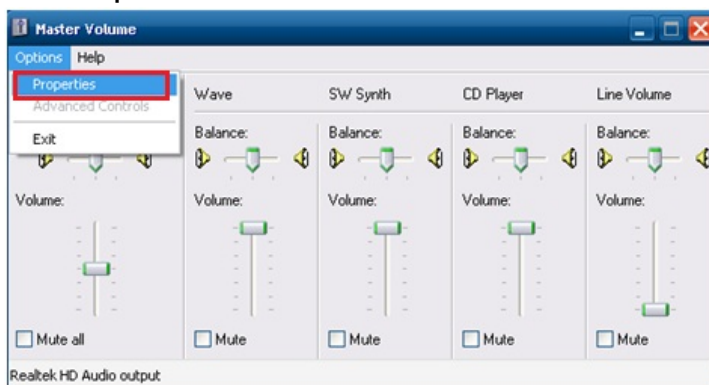 Master Volume
Options Help
Properties
Advanced Controls
Exit
Wave SW Synth CD Player Line Volume
Balance: Balance: Balance: Balance:
Volume: Volume: Volume: Volume: Volume:
Mute all Mute Mute Mute Mute
Realtek HD Audio output